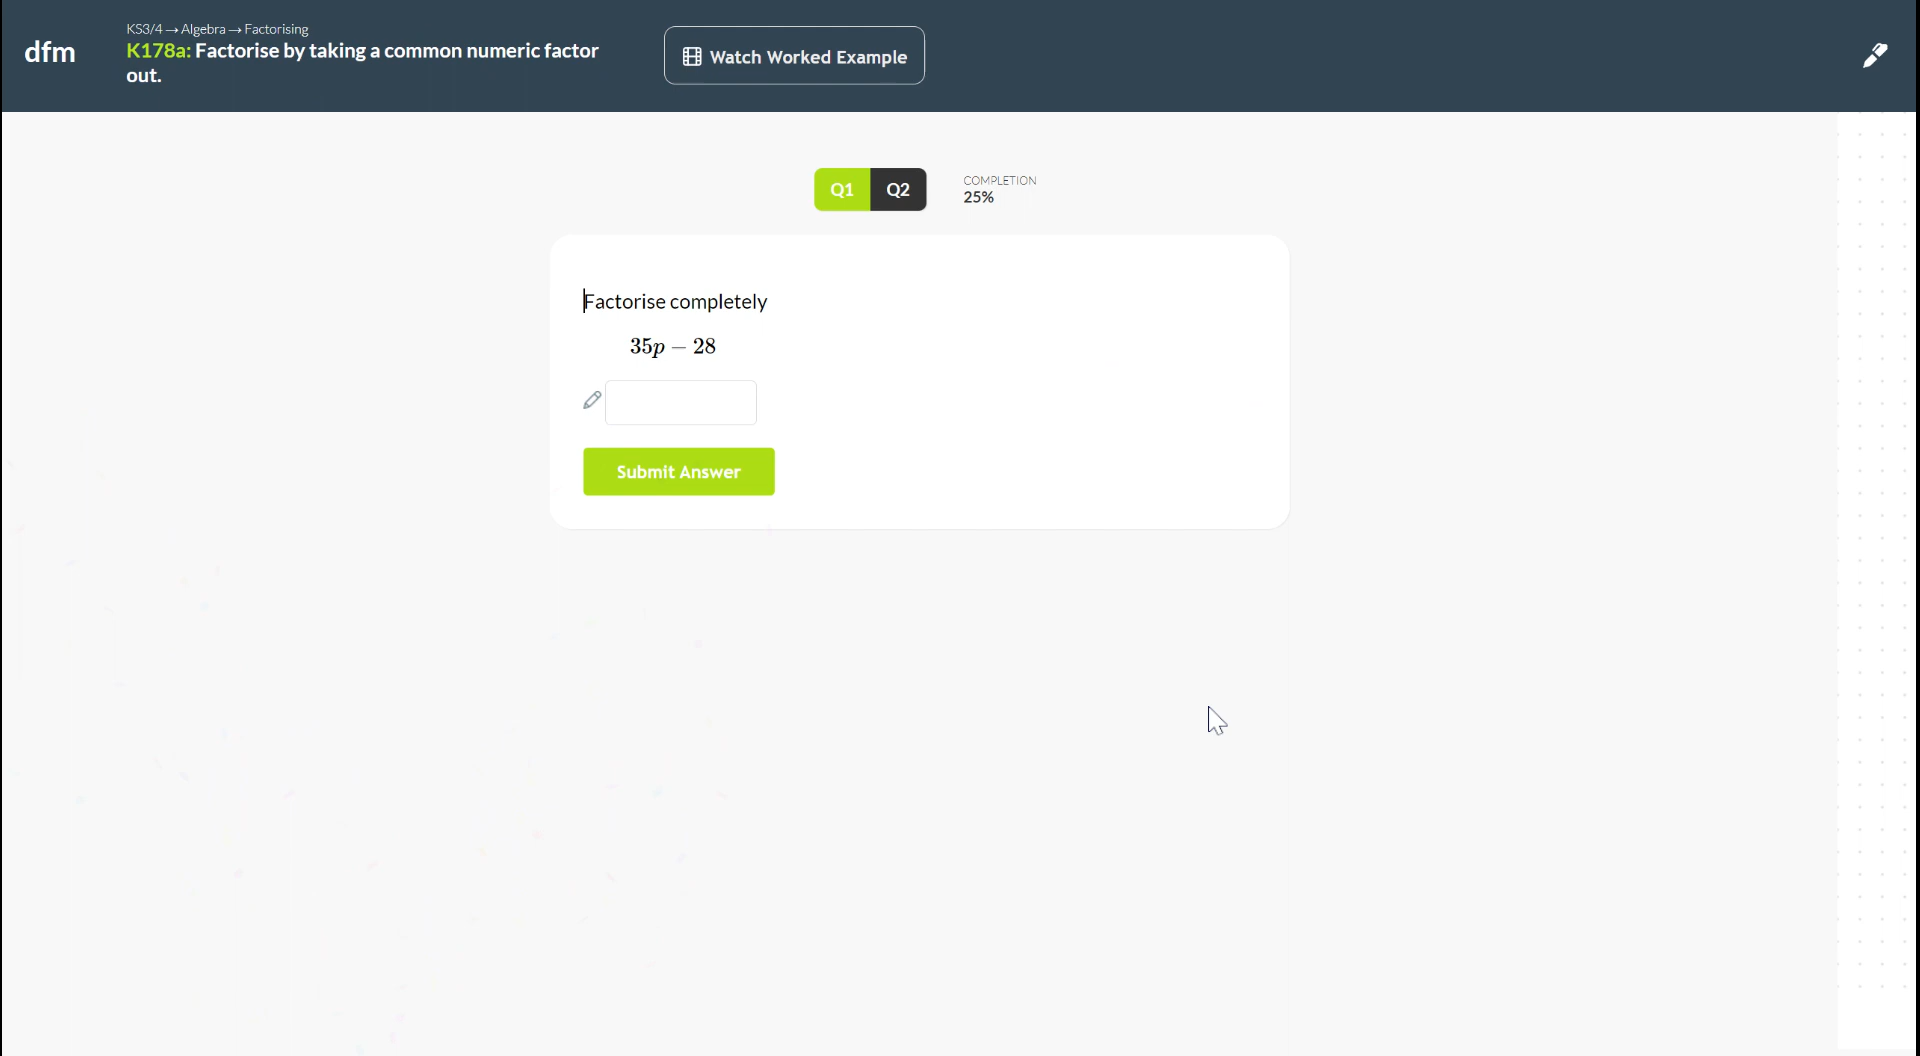 dfm
KS3/4 → Algebra → Factorising
K178a: Factorise by taking a common numeric factor
out.
Watch Worked Example
Q1 Q2
COMPLETION
25%
Factorise completely
35p − 28
Submit Answer